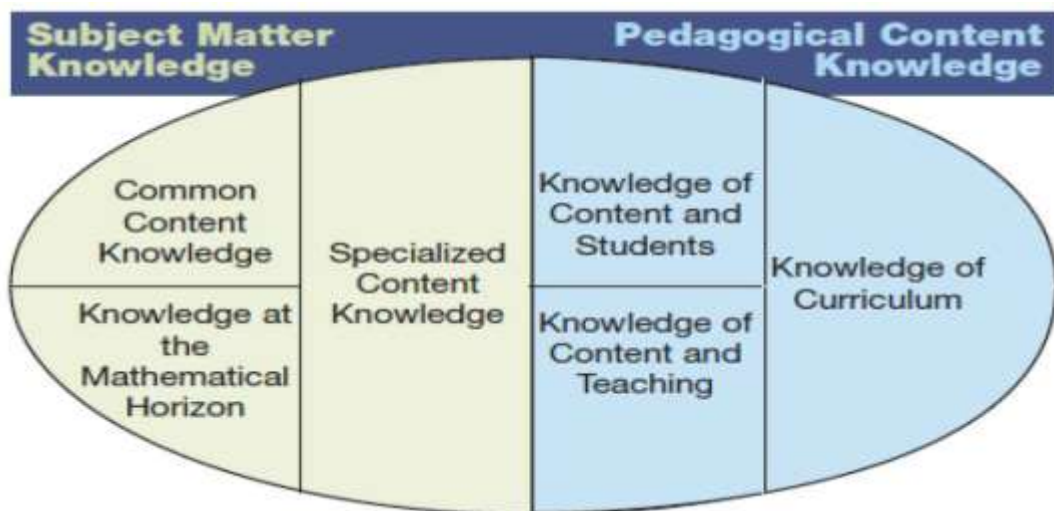 Subject Matter
Knowledge
Pedagogical Content
Knowledge
Common
Content
Knowledge
Knowledge at
the
Mathematical
Horizon
Specialized
Content
Knowledge
Knowledge of
Content and
Students
Knowledge of
Content and
Teaching
Knowledge of
Curriculum